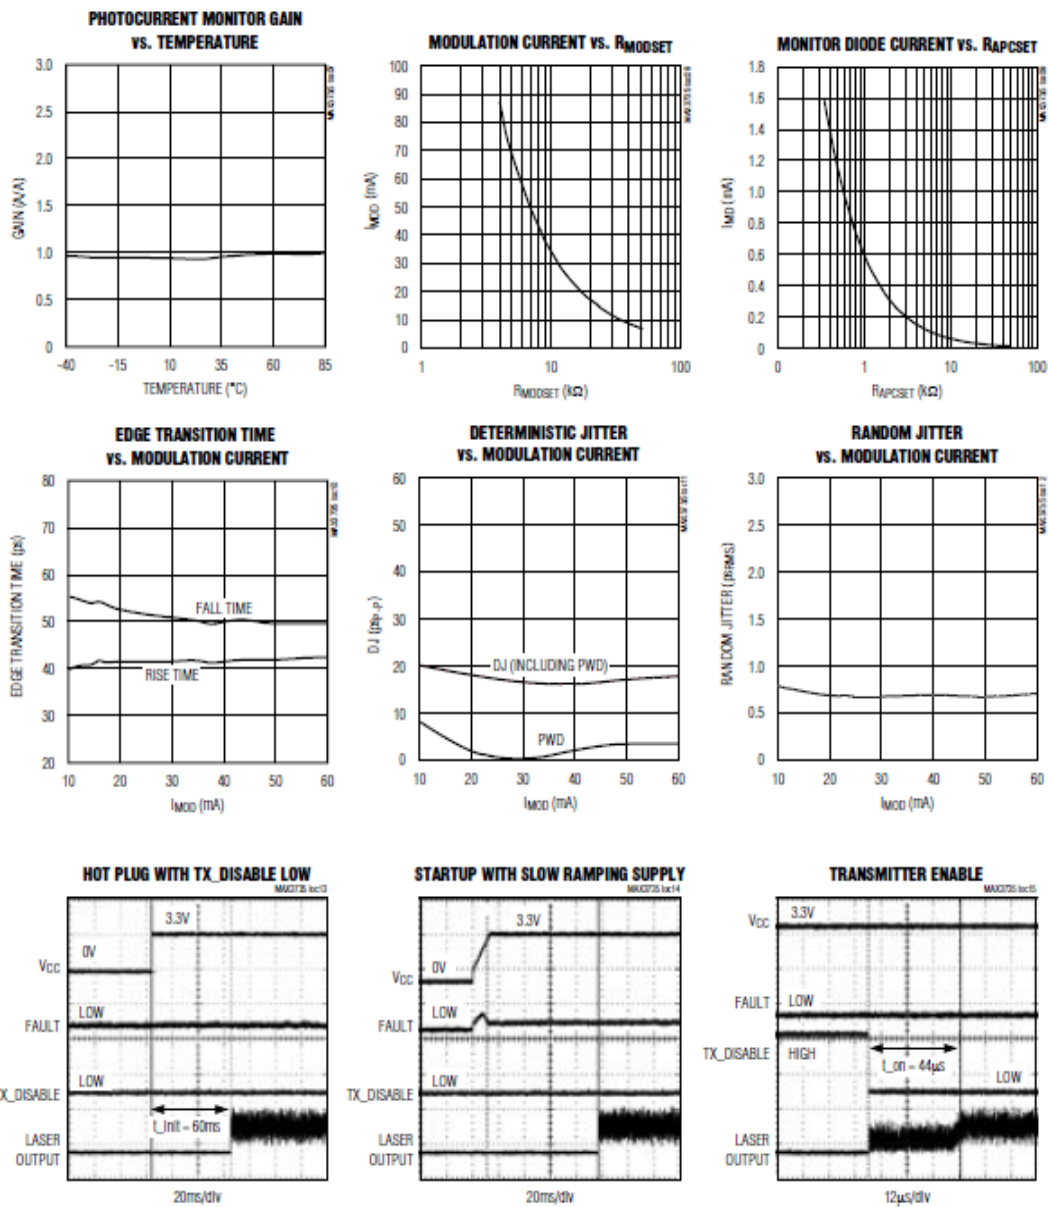 PHOTOCURRENT MONITOR GAIN
vs. TEMPERATURE
3.0
2.5
2.0
1.5
1.0
0.5
0
GAIN (A/A)
-40
-15
10
35
60
85
TEMPERATURE (°C)
MODULATION CURRENT vs. RMODSET
100
90
80
70
60
50
40
30
20
10
0
IMOD (mA)
1
10
100
RMODSET (kΩ)
MONITOR DIODE CURRENT vs. RAPCSET
1.8
1.6
1.4
1.2
1.0
0.8
0.6
0.4
0.2
0
IMD (mA)
0
1
10
100
RAPCSET (kΩ)
EDGE TRANSITION TIME
vs. MODULATION CURRENT
80
70
60
50
40
30
20
EDGE TRANSITION TIME (ps)
FALL TIME
RISE TIME
10
20
30
40
50
60
IMOD (mA)
DETERMINISTIC JITTER
vs. MODULATION CURRENT
60
50
40
30
20
10
0
DJ (psP-P)
DJ (INCLUDING PWD)
PWD
10
20
30
40
50
60
IMOD (mA)
RANDOM JITTER
vs. MODULATION CURRENT
3.0
2.5
2.0
1.5
1.0
0.5
0
RANDOM JITTER (psRMS)
10
20
30
40
50
60
IMOD (mA)
HOT PLUG WITH TX_DISABLE LOW
MAX3735 toc13
3.3V
0V
VCC
LOW
FAULT
LOW
TX_DISABLE
t_init = 60ms
LASER
OUTPUT
20ms/div
STARTUP WITH SLOW RAMPING SUPPLY
MAX3735 toc14
3.3V
0V
VCC
LOW
FAULT
LOW
TX_DISABLE
LASER
OUTPUT
20ms/div
TRANSMITTER ENABLE
MAX3735 toc15
VCC
3.3V
FAULT
LOW
TX_DISABLE
HIGH
t_on = 44µs
LOW
LASER
OUTPUT
12µs/div